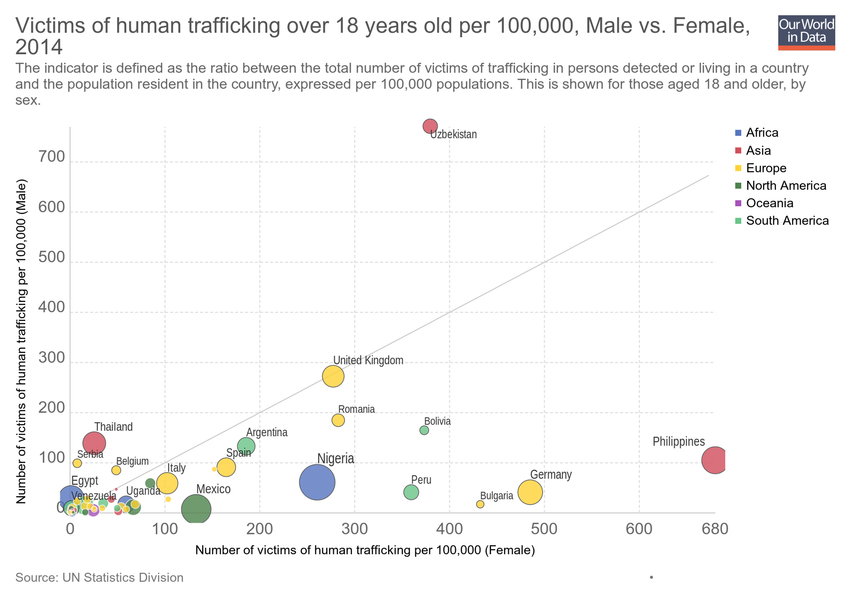 Victims of human trafficking over 18 years old per 100,000, Male vs. Female,
2014
Our World
in Data
The indicator is defined as the ratio between the total number of victims of trafficking in persons detected or living in a country
and the population resident in the country, expressed per 100,000 populations. This is shown for those aged 18 and older, by
sex.
Africa
Asia
Europe
North America
Oceania
South America
Number of victims of human trafficking per 100,000 (Male)
700
600
500
400
300
200
100
0
Uzbekistan
United Kingdom
Romania
Bolivia
Thailand
Argentina
Philippines
Serbia
Belgium
Spain
Nigeria
Italy
Germany
Egypt
Peru
Venezuela
Uganda
Mexico
Bulgaria
0
100
200
300
400
500
600
680
Number of victims of human trafficking per 100,000 (Female)
Source: UN Statistics Division